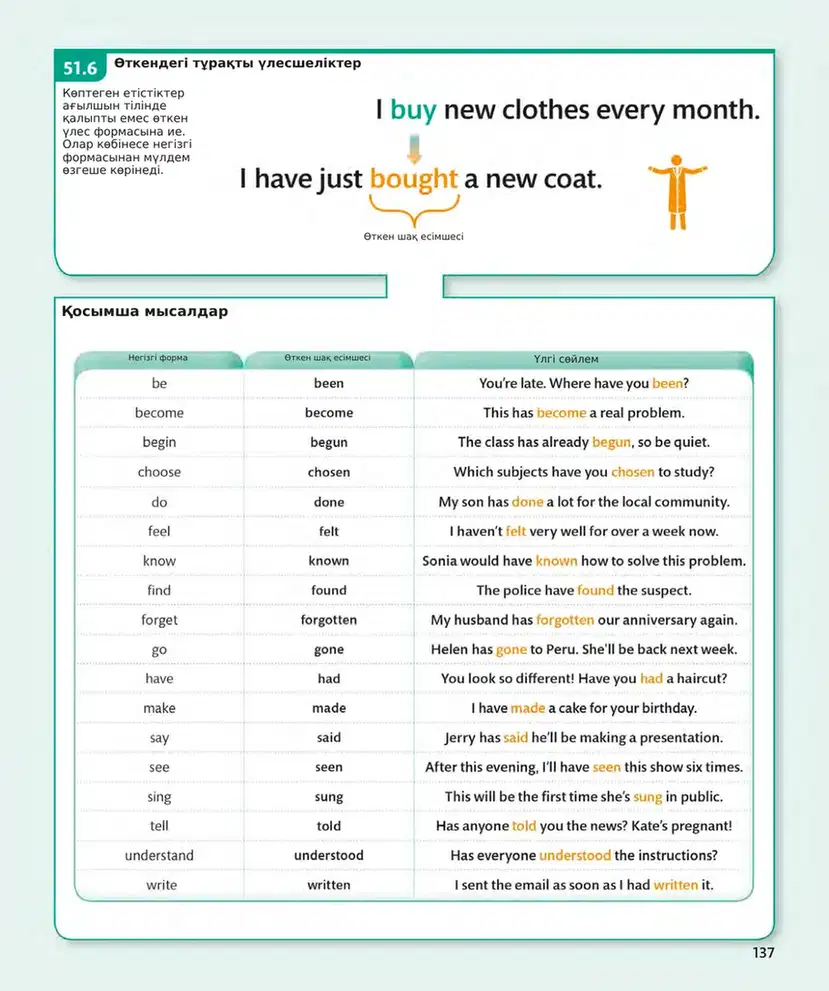 51.6 Өткендегі тұрақты үлесшеліктер
Көптеген етістіктер
ағылшын тілінде
қалыпты емес өткен
үлес формасына ие.
Олар көбінесе негізгі
формасынан мүлдем
өзгеше көрінеді.
I buy new clothes every month.
I have just bought a new coat.
Өткен шақ есімшесі
Қосымша мысалдар
Негізгі форма Өткен шақ есімшесі Үлгі сөйлем
be been You’re late. Where have you been?
become become This has become a real problem.
begin begun The class has already begun, so be quiet.
choose chosen Which subjects have you chosen to study?
do done My son has done a lot for the local community.
feel felt I haven’t felt very well for over a week now.
know known Sonia would have known how to solve this problem.
find found The police have found the suspect.
forget forgotten My husband has forgotten our anniversary again.
go gone Helen has gone to Peru. She'll be back next week.
have had You look so different! Have you had a haircut?
make made I have made a cake for your birthday.
say said Jerry has said he’ll be making a presentation.
see seen After this evening, I’ll have seen this show six times.
sing sung This will be the first time she’s sung in public.
tell told Has anyone told you the news? Kate’s pregnant!
understand understood Has everyone understood the instructions?
write written I sent the email as soon as I had written it.
137